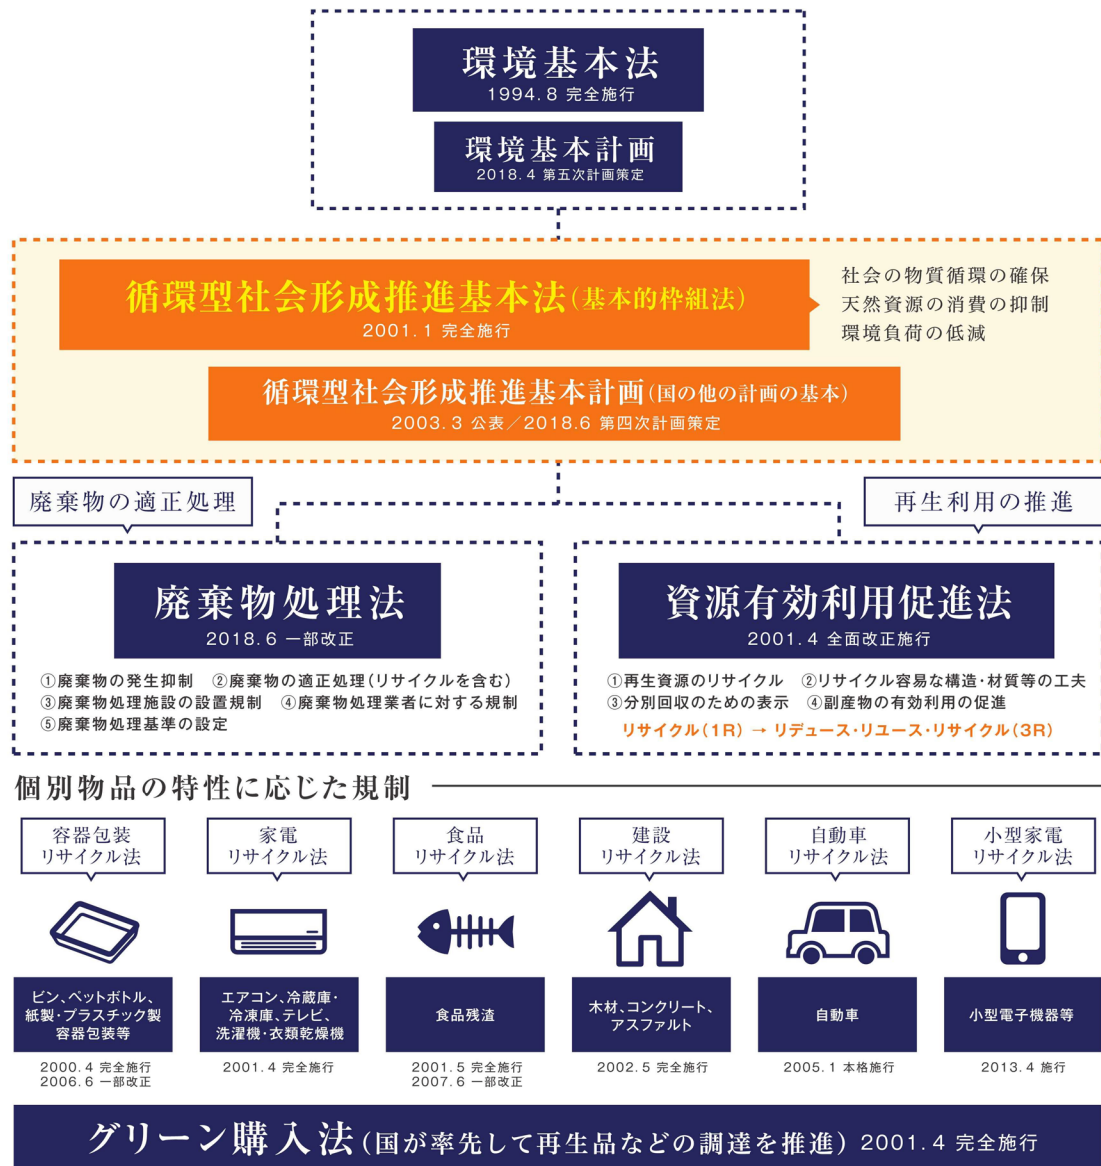 環境基本法
1994.8 完全施行
環境基本計画
2018.4 第五次計画策定
循環型社会形成推進基本法(基本的枠組法)
2001.1 完全施行
社会の物質循環の確保
天然資源の消費の抑制
環境負荷の低減
循環型社会形成推進基本計画(国の他の計画の基本)
2003.3 公表／2018.6 第四次計画策定
廃棄物の適正処理
再生利用の推進
廃棄物処理法
2018.6 一部改正
①廃棄物の発生抑制 ②廃棄物の適正処理(リサイクルを含む)
③廃棄物処理施設の設置規制 ④廃棄物処理業者に対する規制
⑤廃棄物処理基準の設定
資源有効利用促進法
2001.4 全面改正施行
①再生資源のリサイクル ②リサイクル容易な構造・材質等の工夫
③分別回収のための表示 ④副産物の有効利用の促進
リサイクル(1R) → リデュース・リユース・リサイクル(3R)
個別物品の特性に応じた規制
容器包装
リサイクル法
ビン、ペットボトル、
紙製・プラスチック製
容器包装等
2000.4 完全施行
2006.6 一部改正
家電
リサイクル法
エアコン、冷蔵庫・
冷凍庫、テレビ、
洗濯機・衣類乾燥機
2001.4 完全施行
食品
リサイクル法
食品残渣
2001.5 完全施行
2007.6 一部改正
建設
リサイクル法
木材、コンクリート、
アスファルト
2002.5 完全施行
自動車
リサイクル法
自動車
2005.1 本格施行
小型家電
リサイクル法
小型電子機器等
2013.4 施行
グリーン購入法(国が率先して再生品などの調達を推進) 2001.4 完全施行